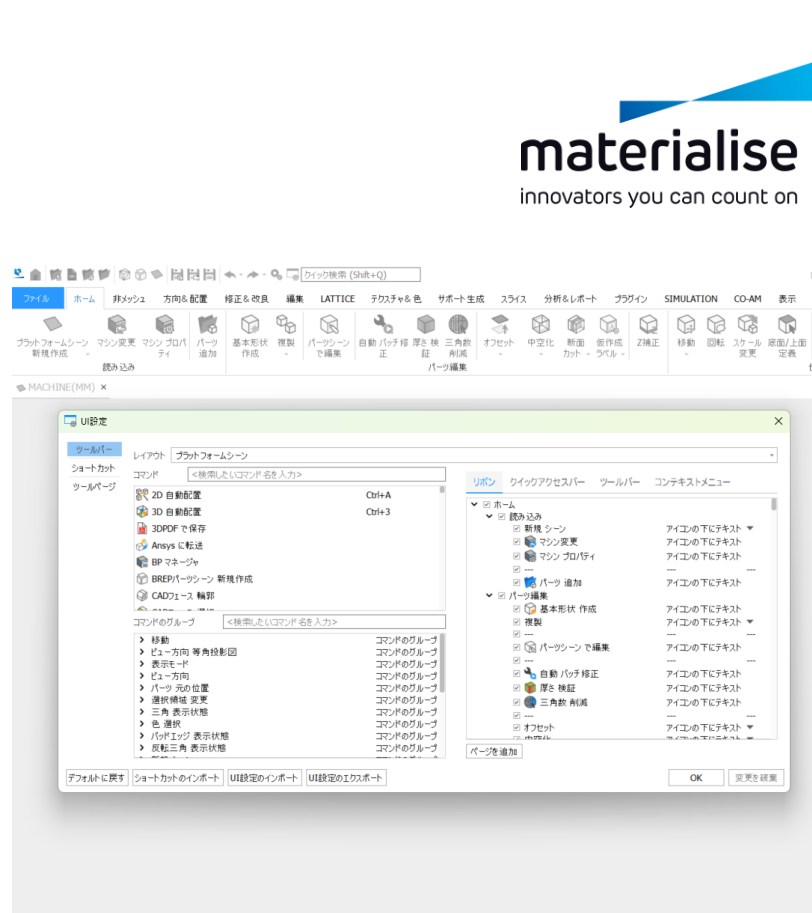 materialise
innovators you can count on
クイック検索 (Shift+Q)
ファイル ホーム 非メッシュ 方向& 配置 修正& 改良 編集 LATTICE テクスチャ& 色 サポート生成 スライス 分析&レポート プラグイン SIMULATION CO-AM 表示
プラットフォームシーン 新規作成 マシン変更 マシン プロパティ パーツ 追加 基本形状 作成 複製 パーツシーン で編集 自動 パッチ修正 厚さ 検証 三角数 削減 オフセット 中空化 断面 カット 仮作成 ラベル Z補正 移動 回転 スケール 変更 底面/上面 定義
読み込み パーツ編集
MACHINE(MM) ×
UI設定
ツールバー
ショートカット
ツールページ
レイアウト プラットフォームシーン
コマンド <検索したいコマンド 名を入力>
2D 自動配置 Ctrl+A
3D 自動配置 Ctrl+3
3DPDF で保存
Ansys に転送
BP マネージャ
BREPパーツシーン 新規作成
CADフェース 輪郭
コマンドのグループ <検索したいコマンド 名を入力>
移動 コマンドのグループ
ビュー方向 等角投影図 コマンドのグループ
表示モード コマンドのグループ
ビュー方向 コマンドのグループ
パーツ 元の位置 コマンドのグループ
選択領域 変更 コマンドのグループ
三角 表示状態 コマンドのグループ
色 選択 コマンドのグループ
バッドエッジ 表示状態 コマンドのグループ
反転三角 表示状態 コマンドのグループ
リボン クイックアクセスバー ツールバー コンテキストメニュー
ホーム
読み込み
新規 シーン アイコンの下にテキスト
マシン変更 アイコンの下にテキスト
マシン プロパティ アイコンの下にテキスト
--- --- ---
パーツ 追加 アイコンの下にテキスト
パーツ編集
基本形状 作成 アイコンの下にテキスト
複製 アイコンの下にテキスト
--- --- ---
パーツシーン で編集 アイコンの下にテキスト
--- --- ---
自動 パッチ修正 アイコンの下にテキスト
厚さ 検証 アイコンの下にテキスト
三角数 削減 アイコンの下にテキスト
--- --- ---
オフセット アイコンの下にテキスト
ページを追加
デフォルトに戻す ショートカットのインポート UI設定のインポート UI設定のエクスポート OK 変更を破棄